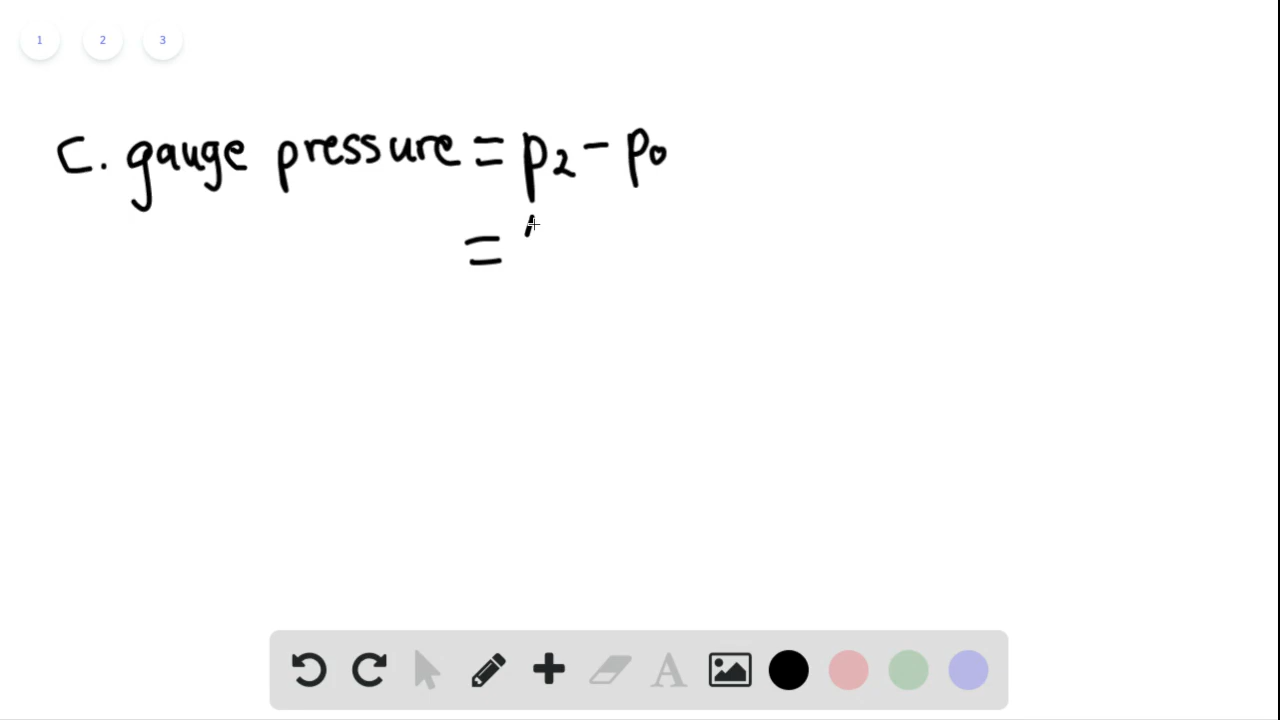 1 2 3
C. gauge pressure = p₂ - p₀
=